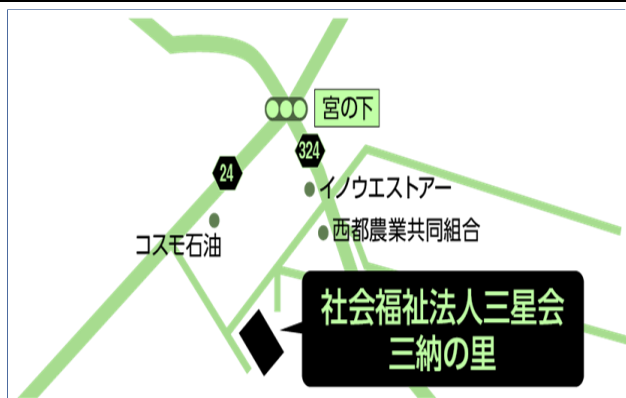 宮の下
324
24
イノウエストアー
コスモ石油
西都農業共同組合
社会福祉法人三星会
三納の里